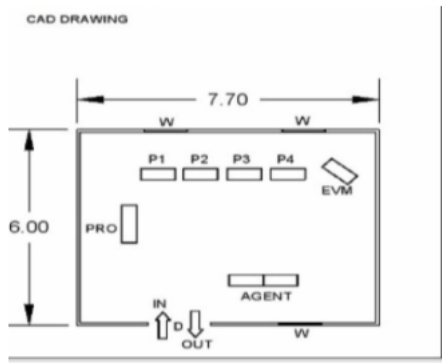 CAD DRAWING
7.70
W W
P1 P2 P3 P4
EVM
6.00
PRO
IN
AGENT
D
OUT
W